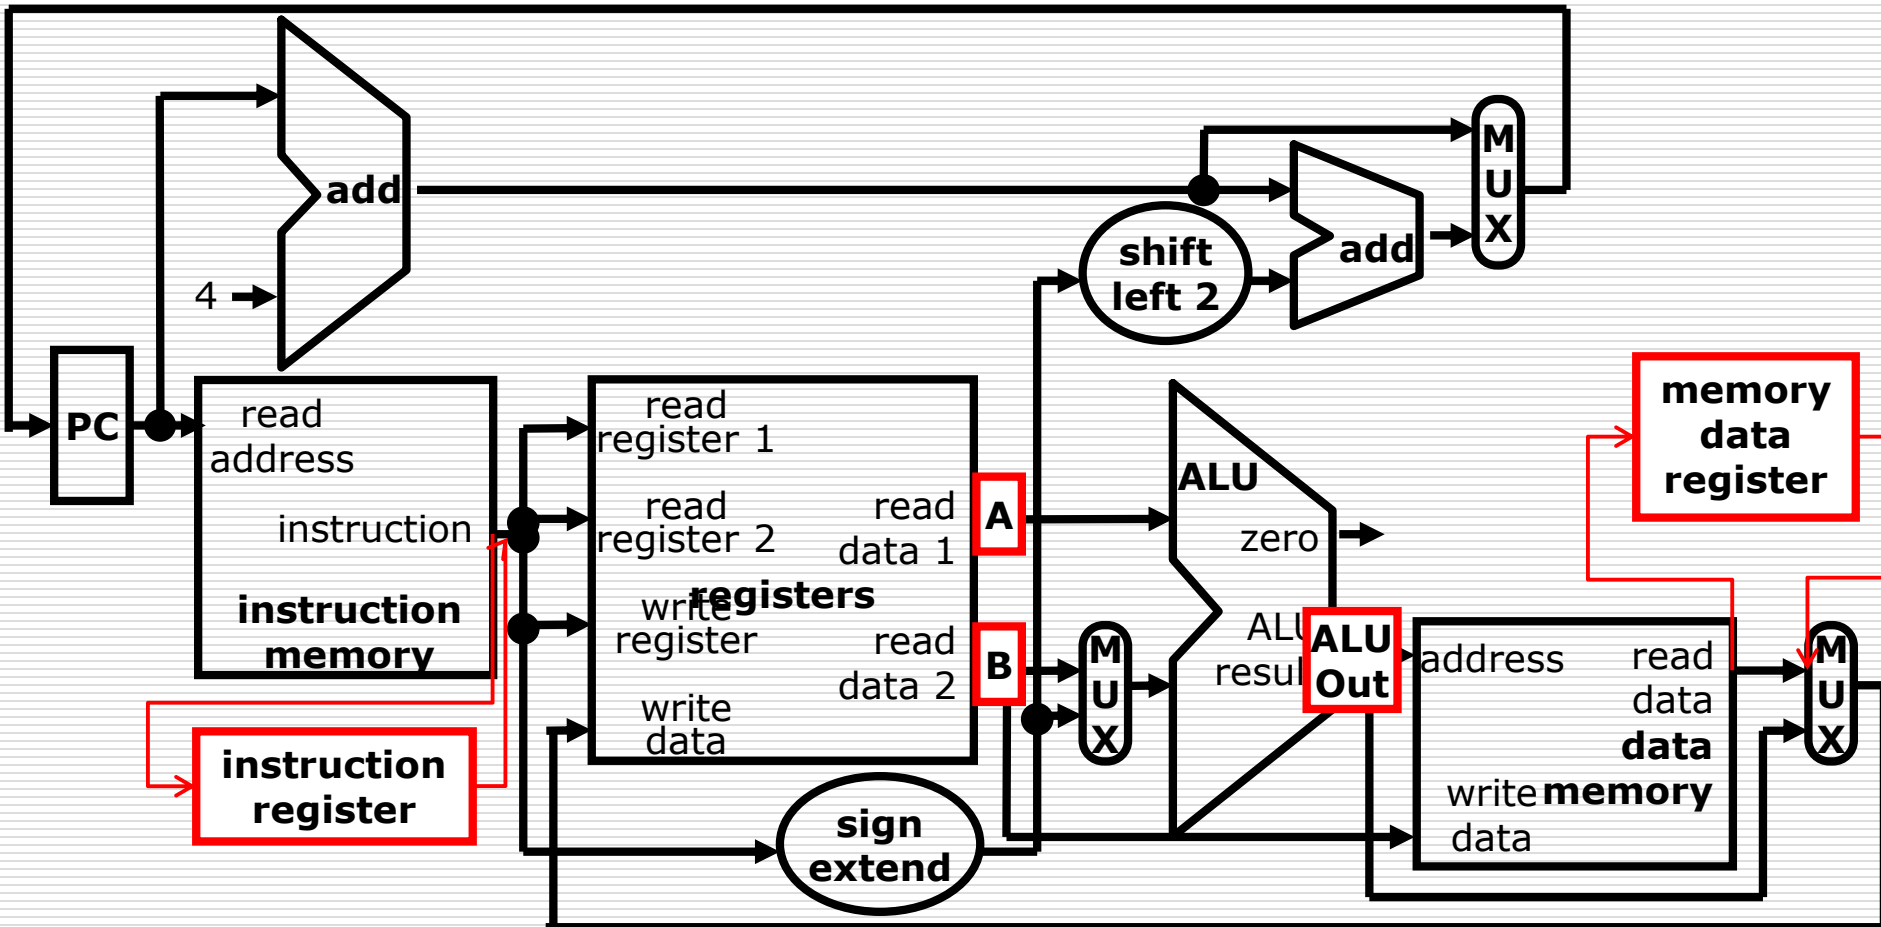 add
M
U
X
shift
left 2
add
4
PC
read
address
instruction
instruction
memory
read
register 1
read
register 2
read
data 1
registers
write
register
read
data 2
write
data
A
B
ALU
zero
ALU
resul
ALU
Out
M
U
X
memory
data
register
address
read
data
data
memory
write
data
M
U
X
instruction
register
sign
extend